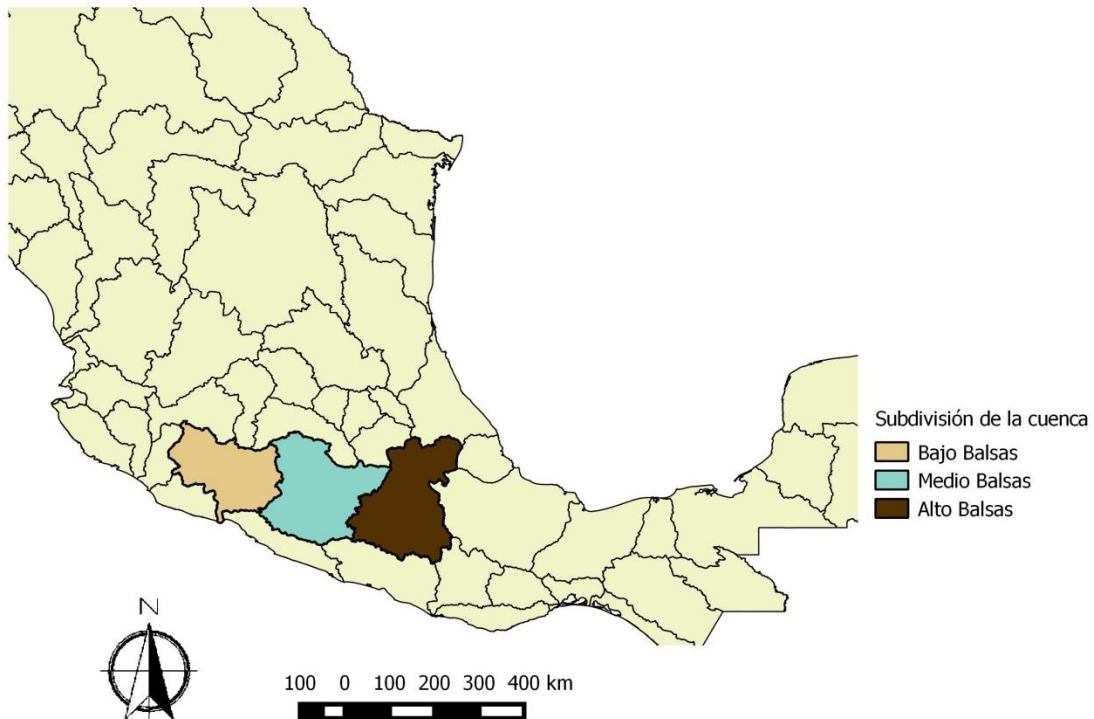 Subdivisión de la cuenca
Bajo Balsas
Medio Balsas
Alto Balsas
N
100 0 100 200 300 400 km